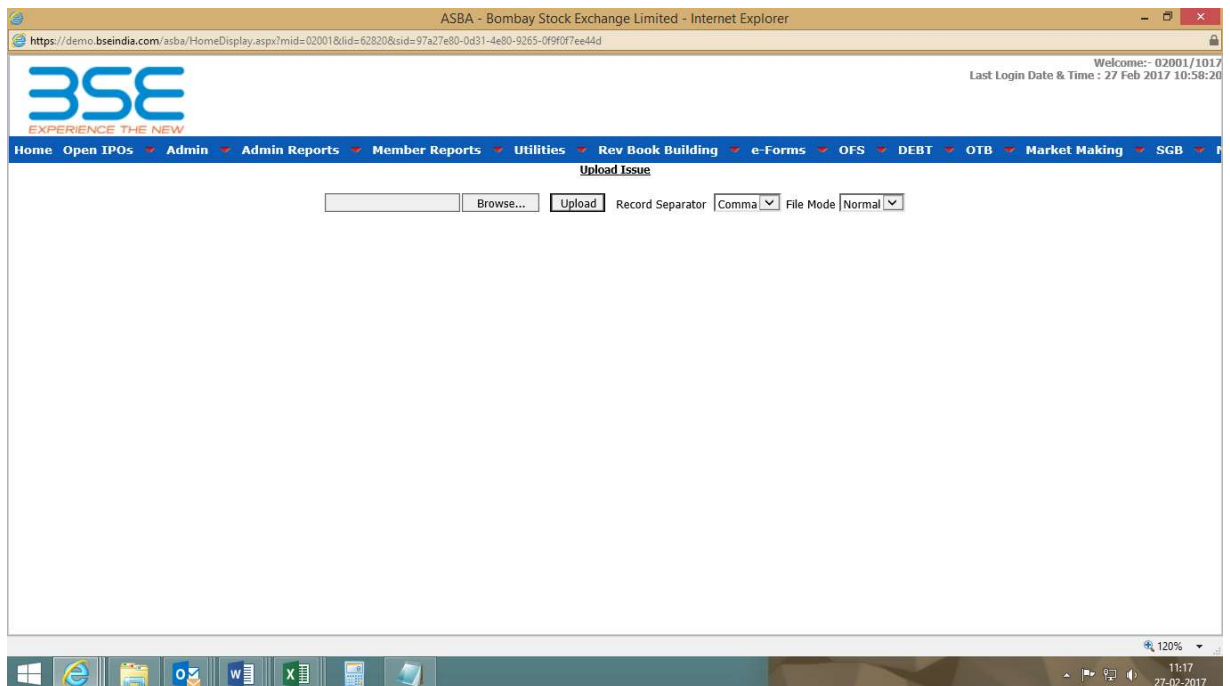 ASBA - Bombay Stock Exchange Limited - Internet Explorer
https://demo.bseindia.com/asba/HomeDisplay.aspx?mid=02001&lid=62820&sid=97a27e80-0d31-4e80-9265-0f9f0f7ee44d
Welcome:- 02001/1017
Last Login Date & Time : 27 Feb 2017 10:58:20
BSE
EXPERIENCE THE NEW
Home Open IPOs Admin Admin Reports Member Reports Utilities Rev Book Building e-Forms OFS DEBT OTB Market Making SGB
Upload Issue
Browse... Upload Record Separator Comma File Mode Normal
120%
11:17
27-02-2017